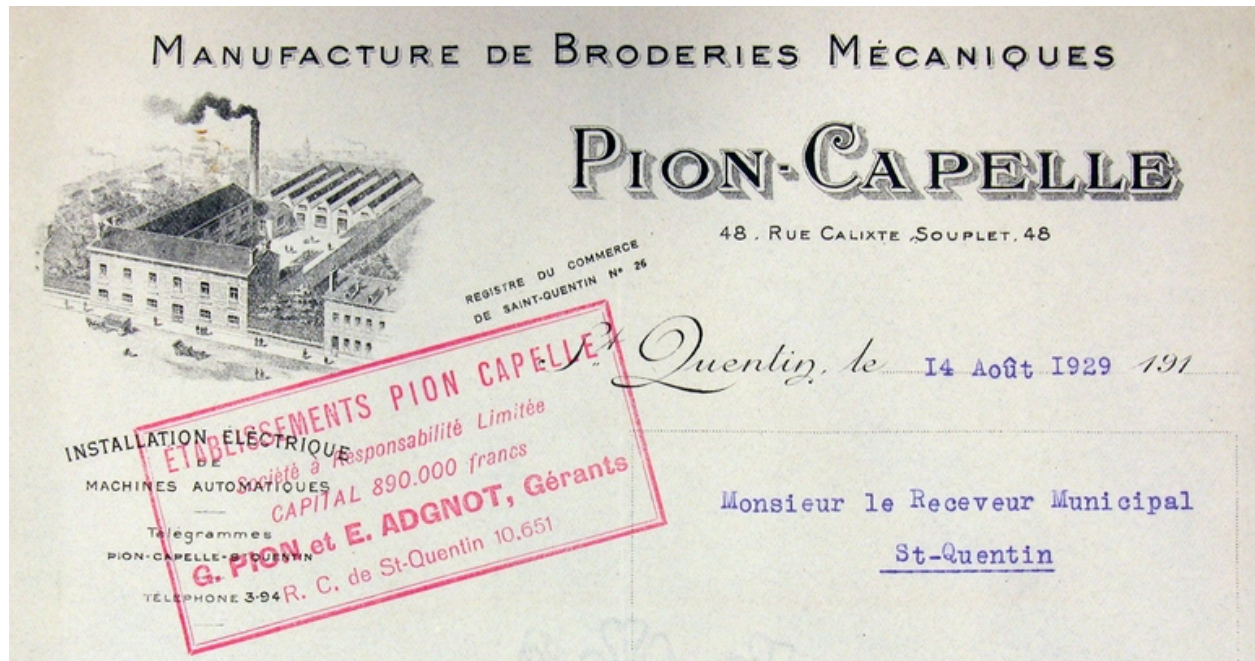 MANUFACTURE DE BRODERIES MÉCANIQUES
PION-CAPELLE
48, RUE CALIXTE SOUPLET, 48
REGISTRE DU COMMERCE
DE SAINT-QUENTIN Nº 26
St Quentin, le 14 Août 1929 191
ÉTABLISSEMENTS PION CAPELLE
Société à Responsabilité Limitée
CAPITAL 890.000 francs
G. PION et E. ADGNOT, Gérants
R. C. de St-Quentin 10.651
INSTALLATION ÉLECTRIQUE
DE
MACHINES AUTOMATIQUES
Télégrammes
PION-CAPELLE-ST QUENTIN
TÉLÉPHONE 3-94
Monsieur le Receveur Municipal
St-Quentin